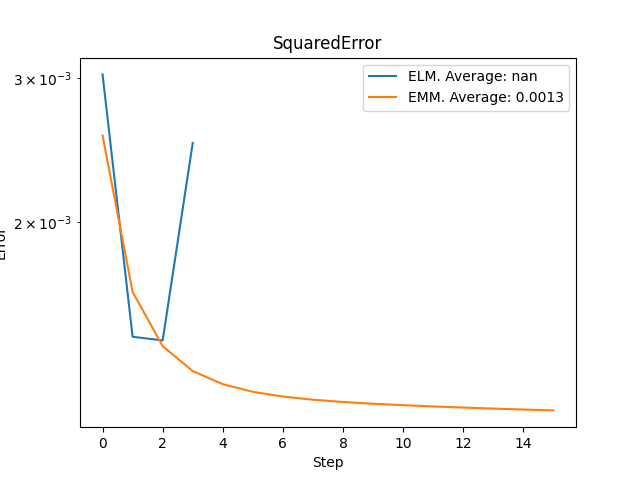 SquaredError
ELM. Average: nan
EMM. Average: 0.0013
3 × 10⁻³
2 × 10⁻³
Error
0 2 4 6 8 10 12 14
Step